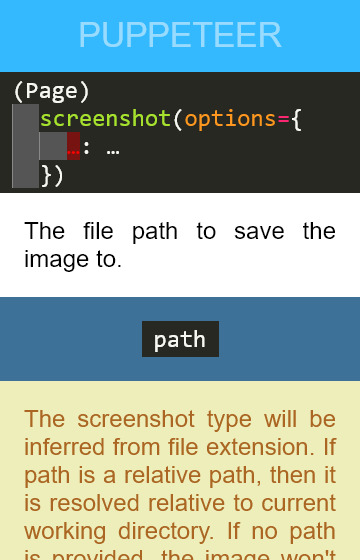 PUPPETEER
(Page)
screenshot(options={
…: …
})
The file path to save the
image to.
path
The screenshot type will be
inferred from file extension. If
path is a relative path, then it
is resolved relative to current
working directory. If no path
is provided, the image won't